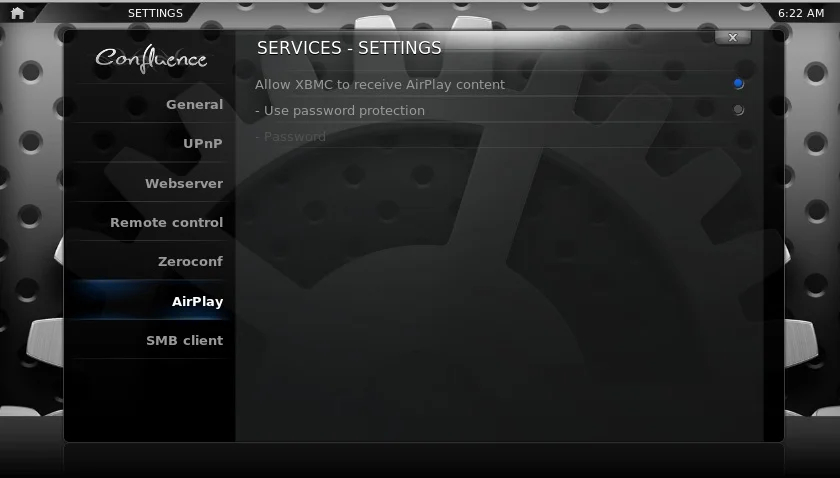 SETTINGS
6:22 AM
Confluence
SERVICES - SETTINGS
Allow XBMC to receive AirPlay content
- Use password protection
- Password
General
UPnP
Webserver
Remote control
Zeroconf
AirPlay
SMB client